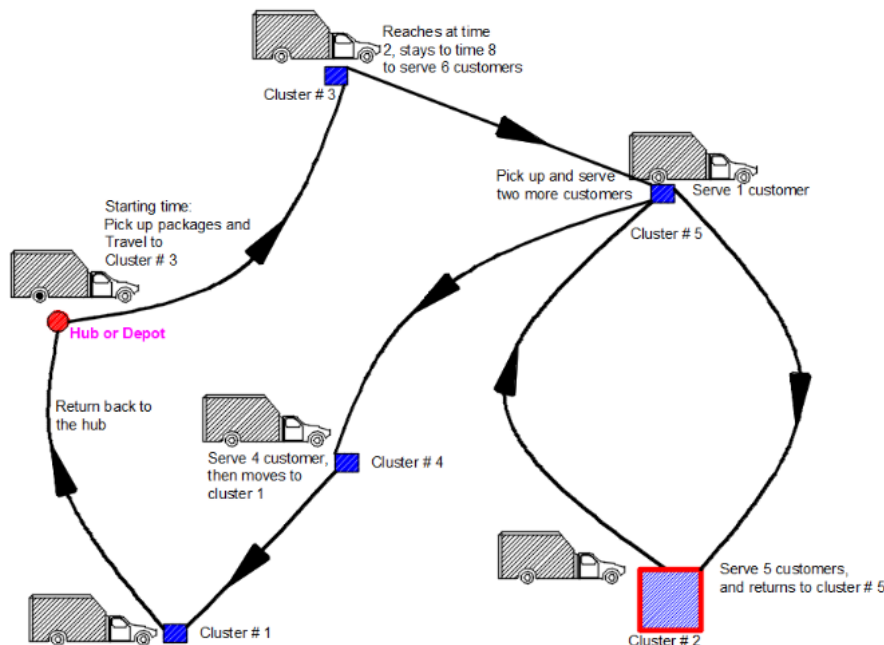 Reaches at time
2, stays to time 8
to serve 6 customers
Cluster # 3
Pick up and serve
two more customers
Serve 1 customer
Cluster # 5
Starting time:
Pick up packages and
Travel to
Cluster # 3
Hub or Depot
Return back to
the hub
Serve 4 customer,
then moves to
cluster 1
Cluster # 4
Serve 5 customers,
and returns to cluster # 5
Cluster # 1
Cluster # 2